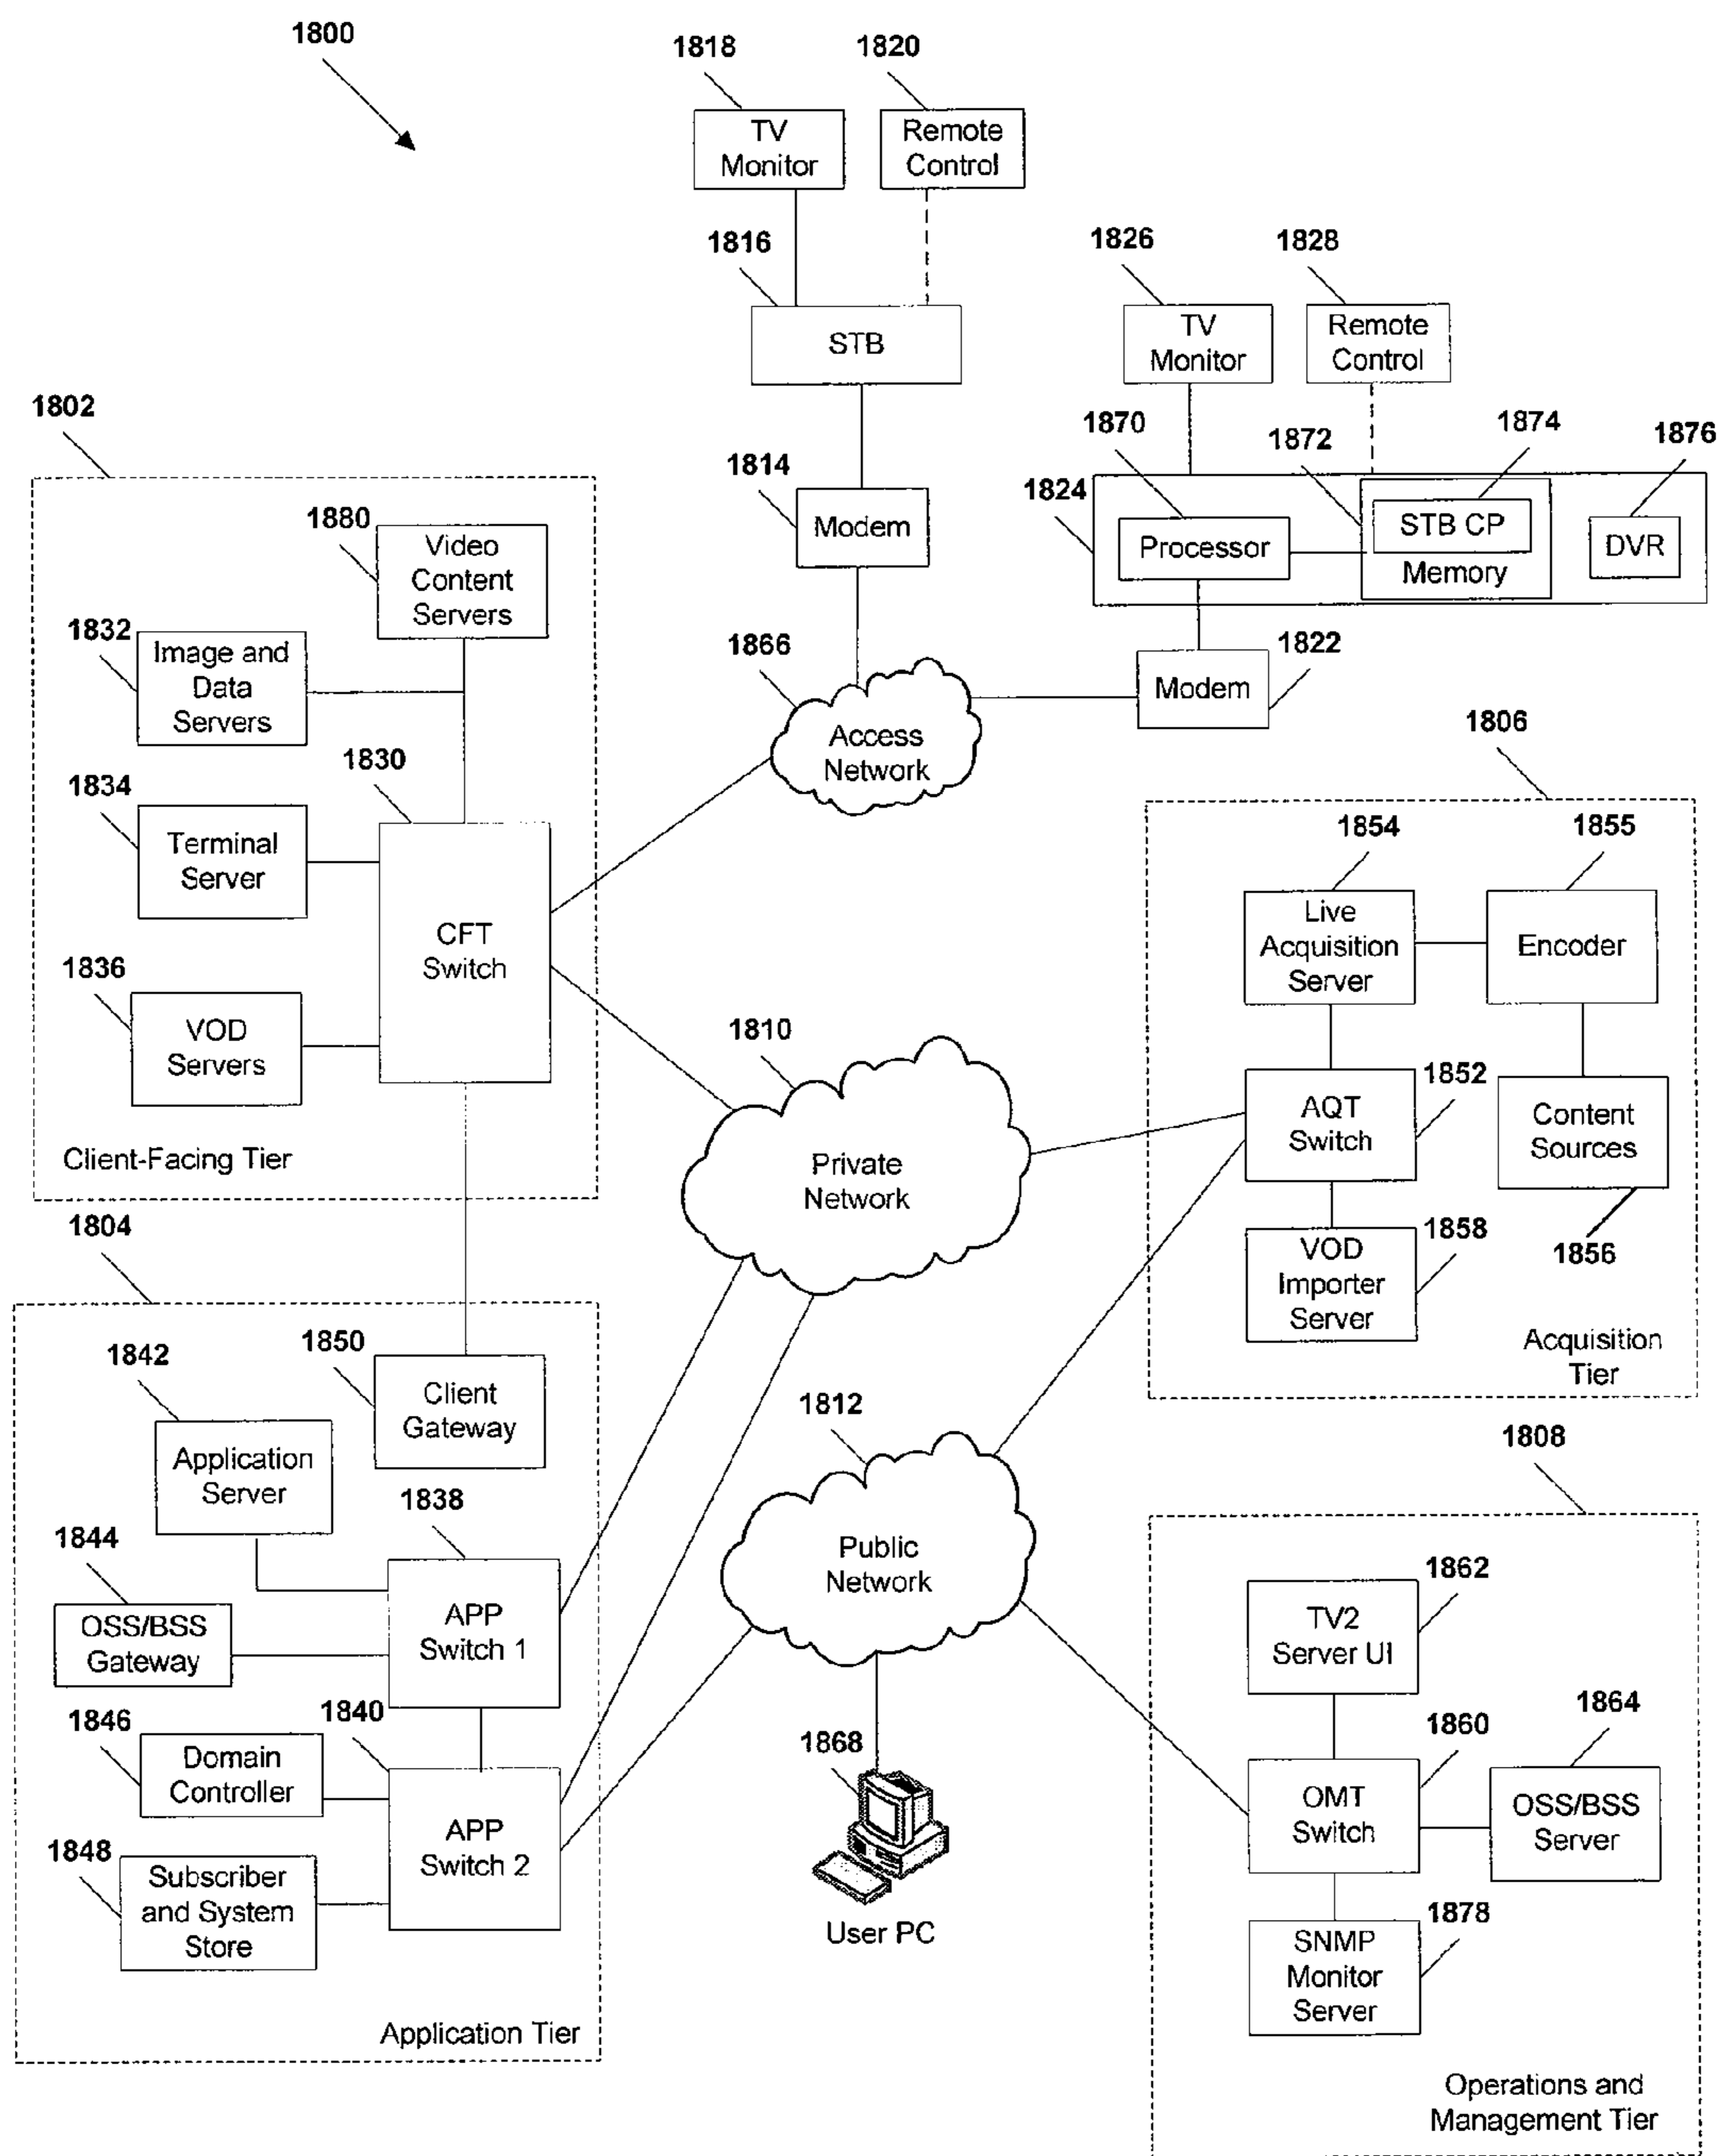 1800
1818
1820
TV
Monitor
Remote
Control
1816
STB
1826
1828
TV
Monitor
Remote
Control
1802
1814
Modem
1870
1872
1874
1876
1824
Processor
STB CP
Memory
DVR
1880
Video
Content
Servers
1832
Image and
Data
Servers
1866
Access
Network
1822
Modem
1830
1834
Terminal
Server
CFT
Switch
1836
VOD
Servers
Client-Facing Tier
1806
1854
1855
Live
Acquisition
Server
Encoder
1810
Private
Network
1852
AQT
Switch
Content
Sources
1856
1858
VOD
Importer
Server
Acquisition
Tier
1804
1850
Client
Gateway
1842
Application
Server
1838
1844
OSS/BSS
Gateway
APP
Switch 1
1846
Domain
Controller
1840
APP
Switch 2
1848
Subscriber
and System
Store
Application Tier
1812
Public
Network
1868
User PC
1808
1862
TV2
Server UI
1860
OMT
Switch
1864
OSS/BSS
Server
1878
SNMP
Monitor
Server
Operations and
Management Tier